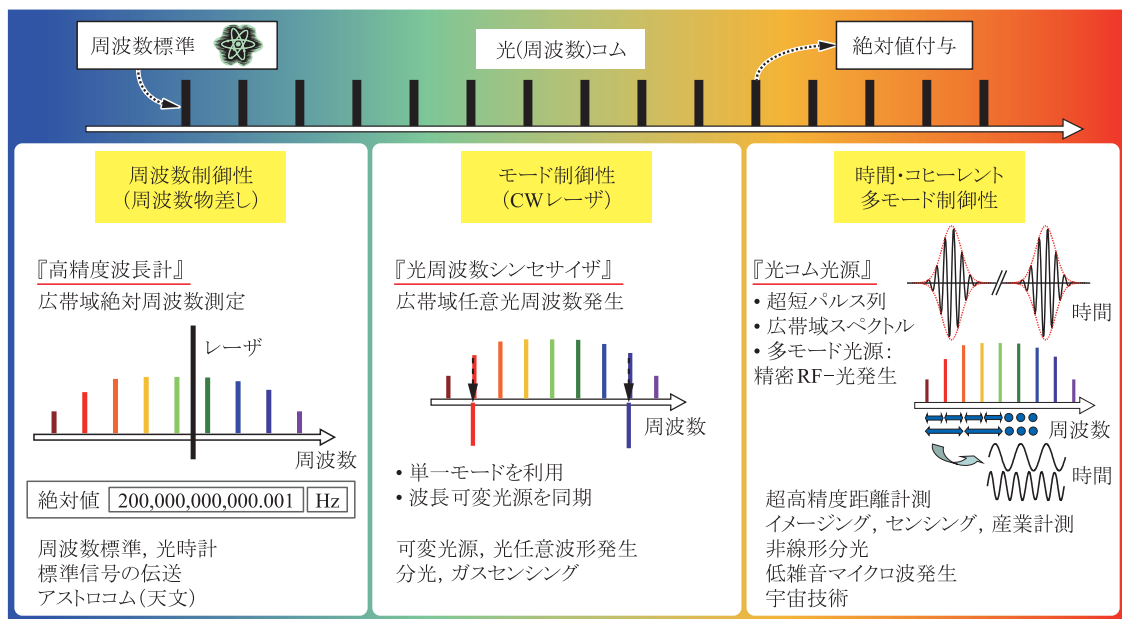 周波数標準
光(周波数)コム
絶対値付与
周波数制御性
(周波数物差し)
『高精度波長計』
広帯域絶対周波数測定
レーザ
周波数
絶対値 200,000,000,000.001 Hz
周波数標準, 光時計
標準信号の伝送
アストロコム(天文)
モード制御性
(CWレーザ)
『光周波数シンセサイザ』
広帯域任意光周波数発生
周波数
・単一モードを利用
・波長可変光源を同期
可変光源, 光任意波形発生
分光, ガスセンシング
時間・コヒーレント
多モード制御性
『光コム光源』
・超短パルス列
・広帯域スペクトル
・多モード光源:
精密RF-光発生
時間
周波数
時間
超高精度距離計測
イメージング, センシング, 産業計測
非線形分光
低雑音マイクロ波発生
宇宙技術